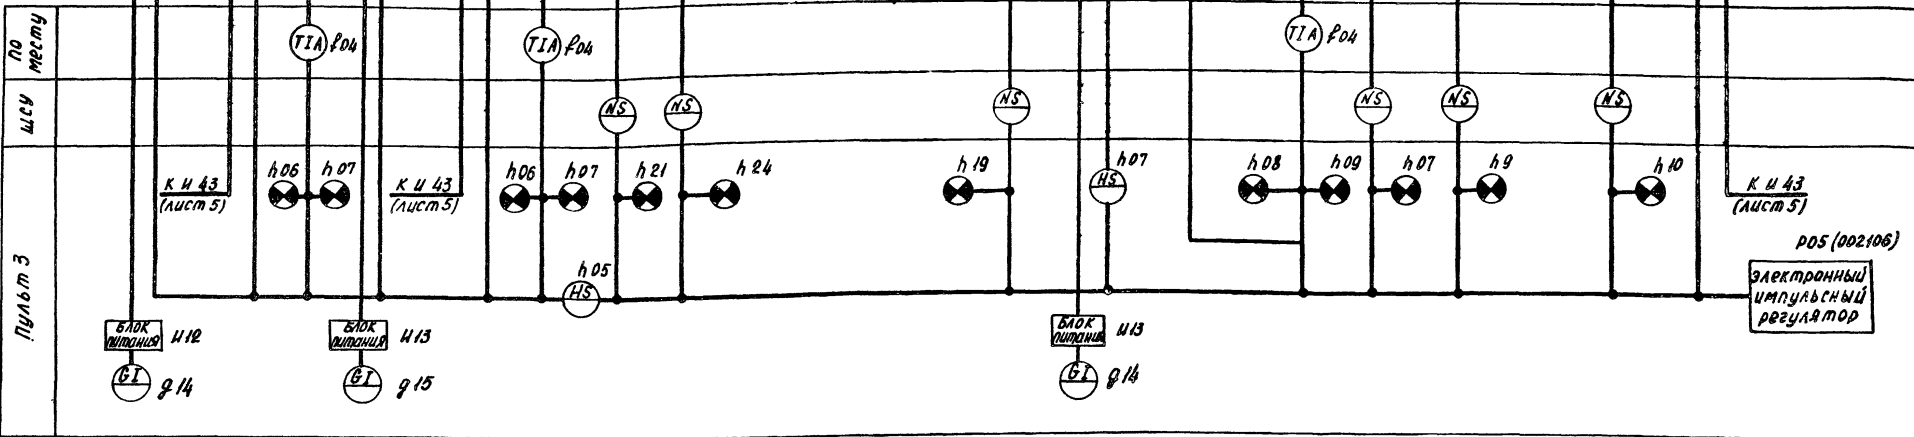 по
месту
TIA f04
TIA f04
TIA f04
щсу
NS
NS
NS
NS
NS
NS
Пульт 3
К И 43
(лист 5)
h06
h07
К И 43
(лист 5)
h06
h07
h21
h24
h19
h07
HS
h08
h09
h07
h9
h10
К И 43
(лист 5)
h05
HS
P05 (002106)
электронный
импульсный
регулятор
блок
питания И12
GI g14
блок
питания И13
GI g15
блок
питания И13
GI g14